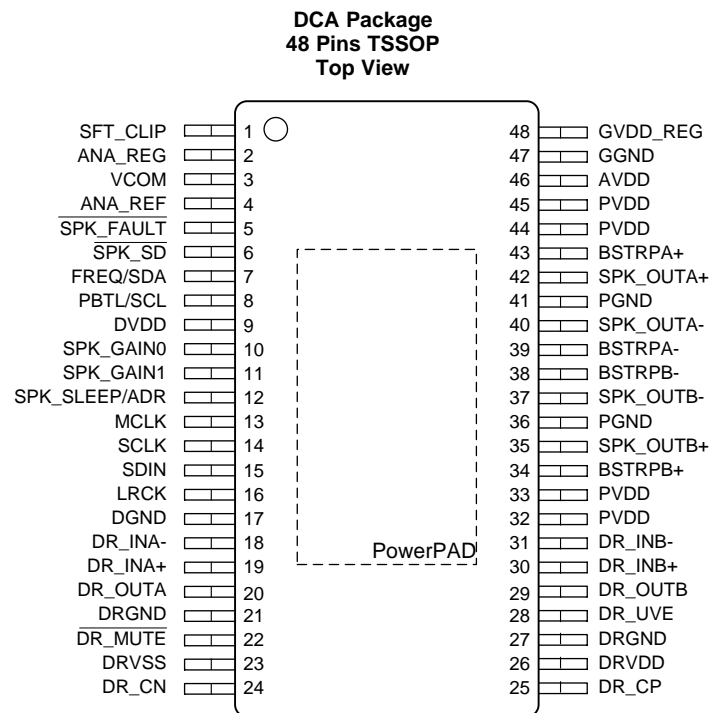 DCA Package
48 Pins TSSOP
Top View
SFT_CLIP 1 48 GVDD_REG
ANA_REG 2 47 GGND
VCOM 3 46 AVDD
ANA_REF 4 45 PVDD
SPK_FAULT 5 44 PVDD
SPK_SD 6 43 BSTRPA+
FREQ/SDA 7 42 SPK_OUTA+
PBTL/SCL 8 41 PGND
DVDD 9 40 SPK_OUTA-
SPK_GAIN0 10 39 BSTRPA-
SPK_GAIN1 11 38 BSTRPB-
SPK_SLEEP/ADR 12 37 SPK_OUTB-
MCLK 13 36 PGND
SCLK 14 35 SPK_OUTB+
SDIN 15 34 BSTRPB+
LRCK 16 33 PVDD
DGND 17 32 PVDD
DR_INA- 18 PowerPAD 31 DR_INB-
DR_INA+ 19 30 DR_INB+
DR_OUTA 20 29 DR_OUTB
DRGND 21 28 DR_UVE
DR_MUTE 22 27 DRGND
DRVSS 23 26 DRVDD
DR_CN 24 25 DR_CP